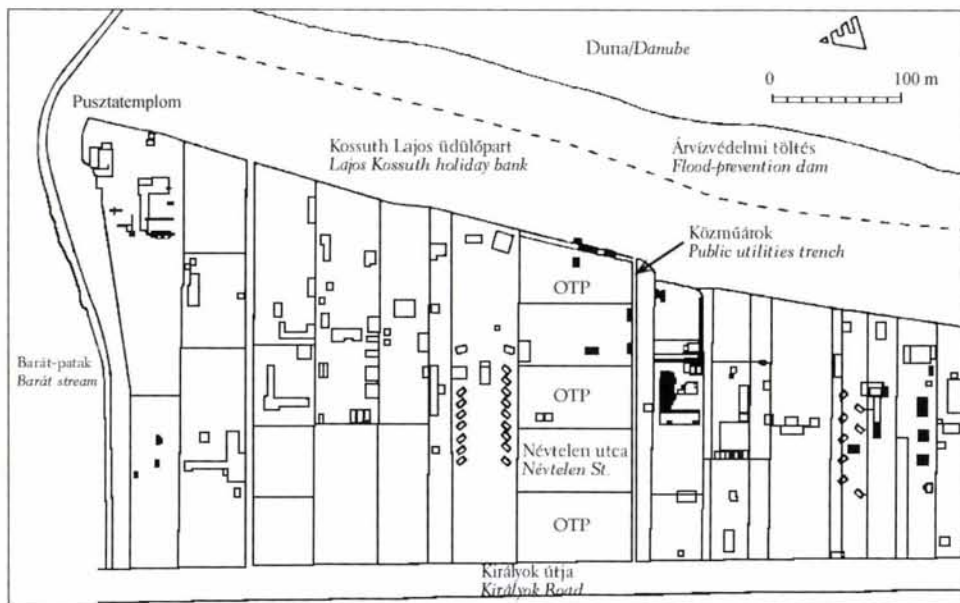 Duna/Danube
0 100 m
Pusztatemplom
Kossuth Lajos üdülőpart
Lajos Kossuth holiday bank
Árvízvédelmi töltés
Flood-prevention dam
Közműárok
Public utilities trench
OTP
Barát-patak
Barát stream
OTP
Névtelen utca
Névtelen St.
OTP
Királyok útja
Királyok Road